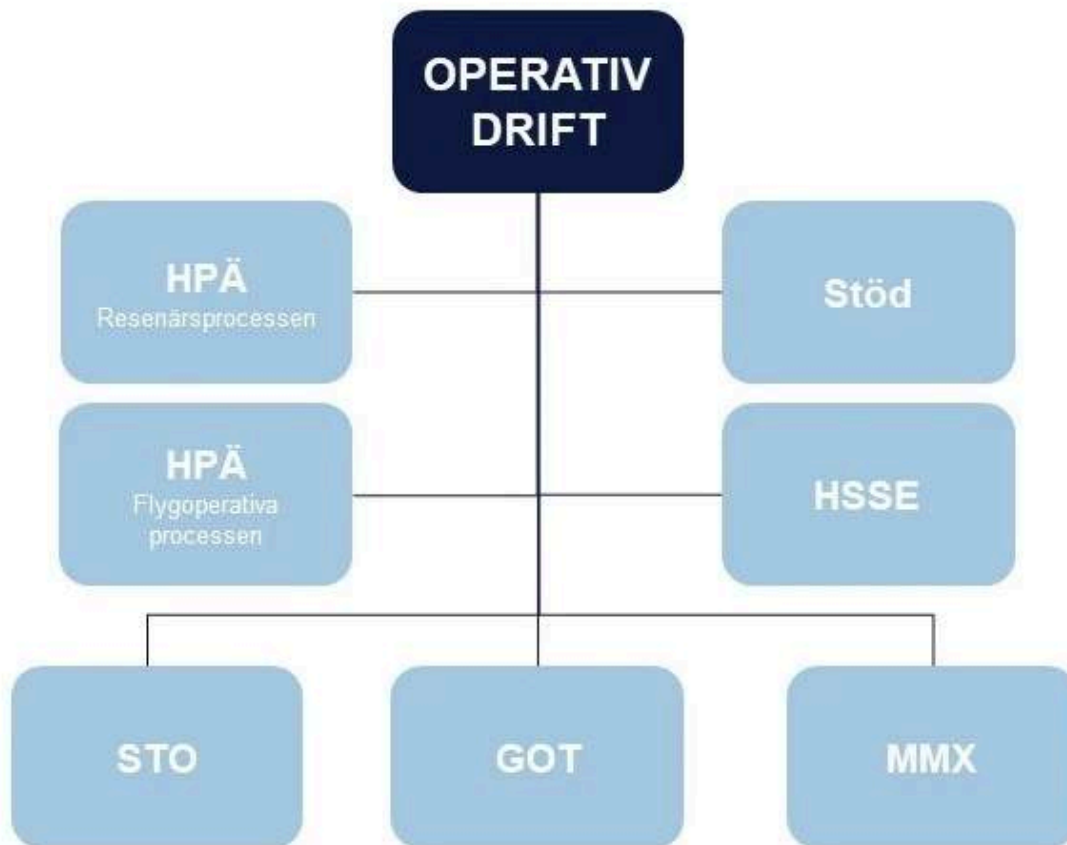 OPERATIV
DRIFT
HPÄ
Resenärsprocessen
Stöd
HPÄ
Flygoperativa
processen
HSSE
STO
GOT
MMX